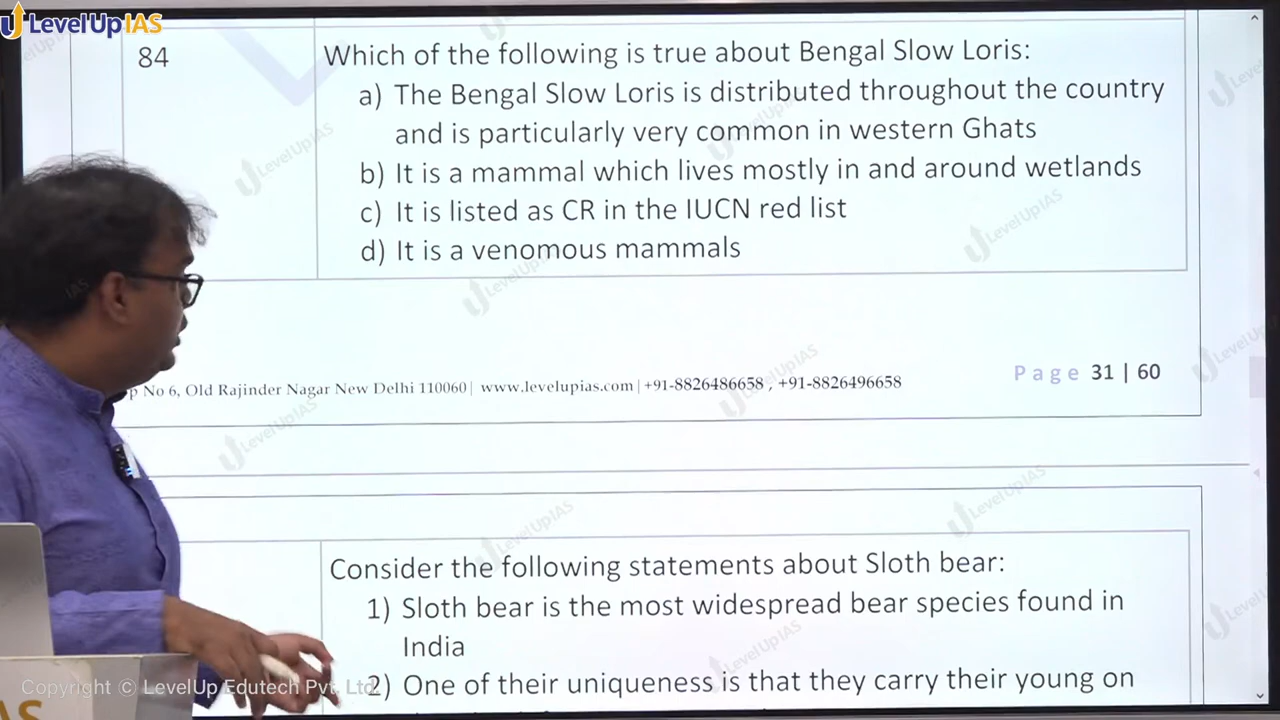 LevelUp IAS
84
Which of the following is true about Bengal Slow Loris:
a) The Bengal Slow Loris is distributed throughout the country
and is particularly very common in western Ghats
b) It is a mammal which lives mostly in and around wetlands
c) It is listed as CR in the IUCN red list
d) It is a venomous mammals
p No 6, Old Rajinder Nagar New Delhi 110060| www.levelupias.com | +91-8826486658 , +91-8826496658
Page 31 | 60
Consider the following statements about Sloth bear:
1) Sloth bear is the most widespread bear species found in
India
2) One of their uniqueness is that they carry their young on
Copyright © LevelUp Edutech Pvt. Ltd
AS